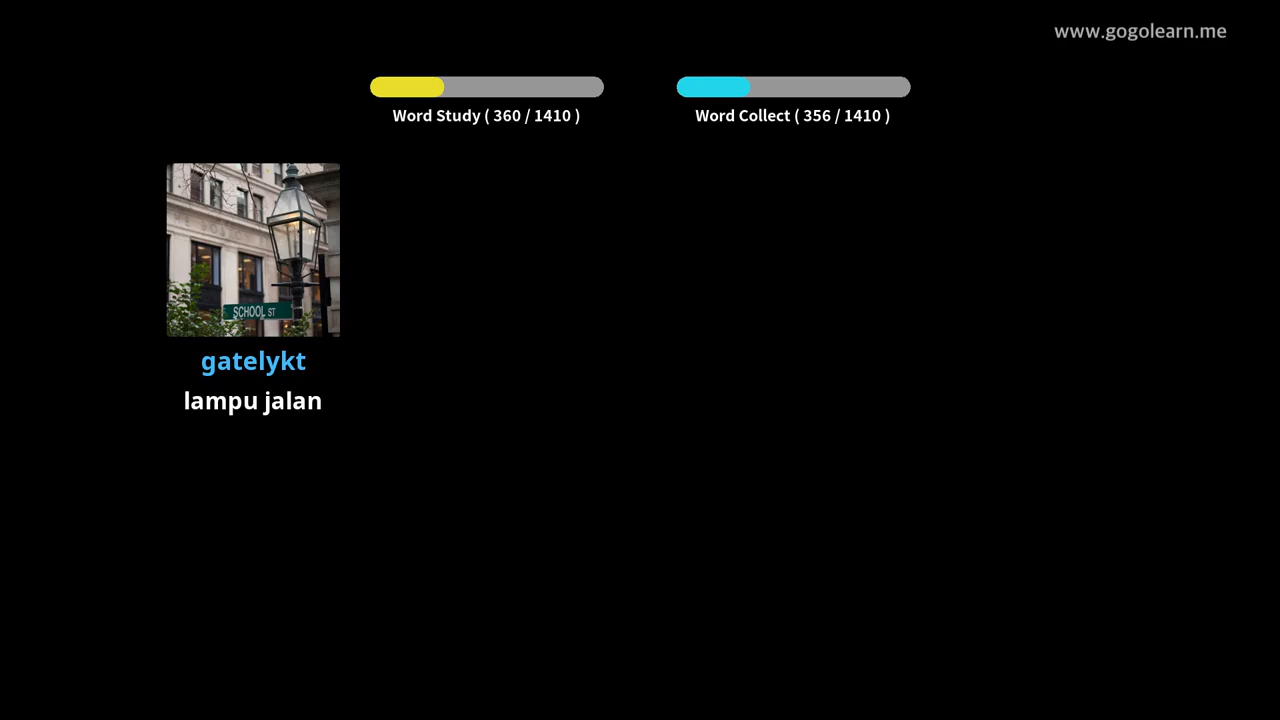 www.gogolearn.me
Word Study ( 360 / 1410 )
Word Collect ( 356 / 1410 )
SCHOOL ST
gatelykt
lampu jalan